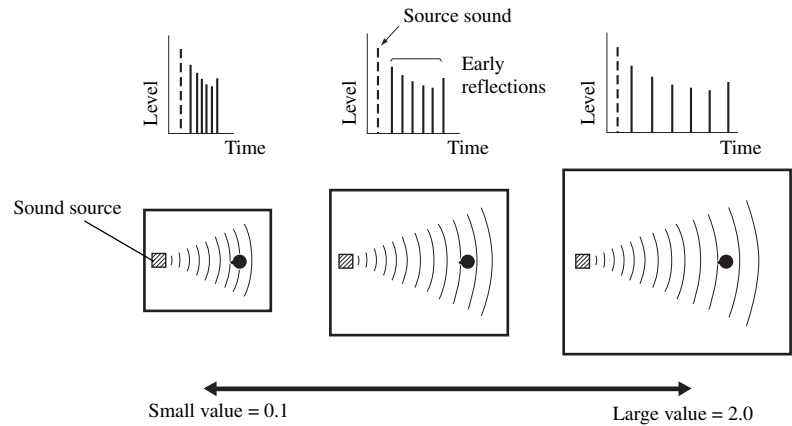 Source sound
Early
reflections
Level
Time
Level
Time
Level
Time
Sound source
Small value = 0.1
Large value = 2.0